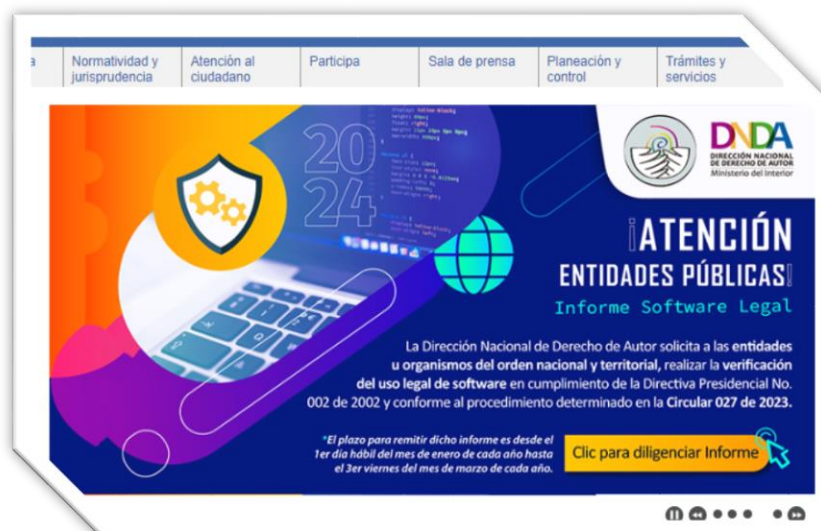 a
Normatividad y
jurisprudencia
Atención al
ciudadano
Participa
Sala de prensa
Planeación y
control
Trámites y
servicios
2024
DNDA
DIRECCIÓN NACIONAL
DE DERECHO DE AUTOR
Ministerio del Interior
¡ATENCIÓN
ENTIDADES PÚBLICAS!
Informe Software Legal
La Dirección Nacional de Derecho de Autor solicita a las entidades
u organismos del orden nacional y territorial, realizar la verificación
del uso legal de software en cumplimiento de la Directiva Presidencial No.
002 de 2002 y conforme al procedimiento determinado en la Circular 027 de 2023.
*El plazo para remitir dicho informe es desde el
1er día hábil del mes de enero de cada año hasta
el 3er viernes del mes de marzo de cada año.
Clic para diligenciar Informe